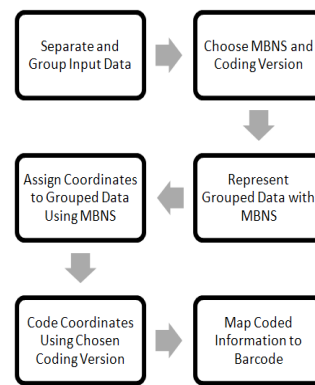 Separate and
Group Input Data
Choose MBNS and
Coding Version
Represent
Grouped Data with
MBNS
Assign Coordinates
to Grouped Data
Using MBNS
Code Coordinates
Using Chosen
Coding Version
Map Coded
Information to
Barcode